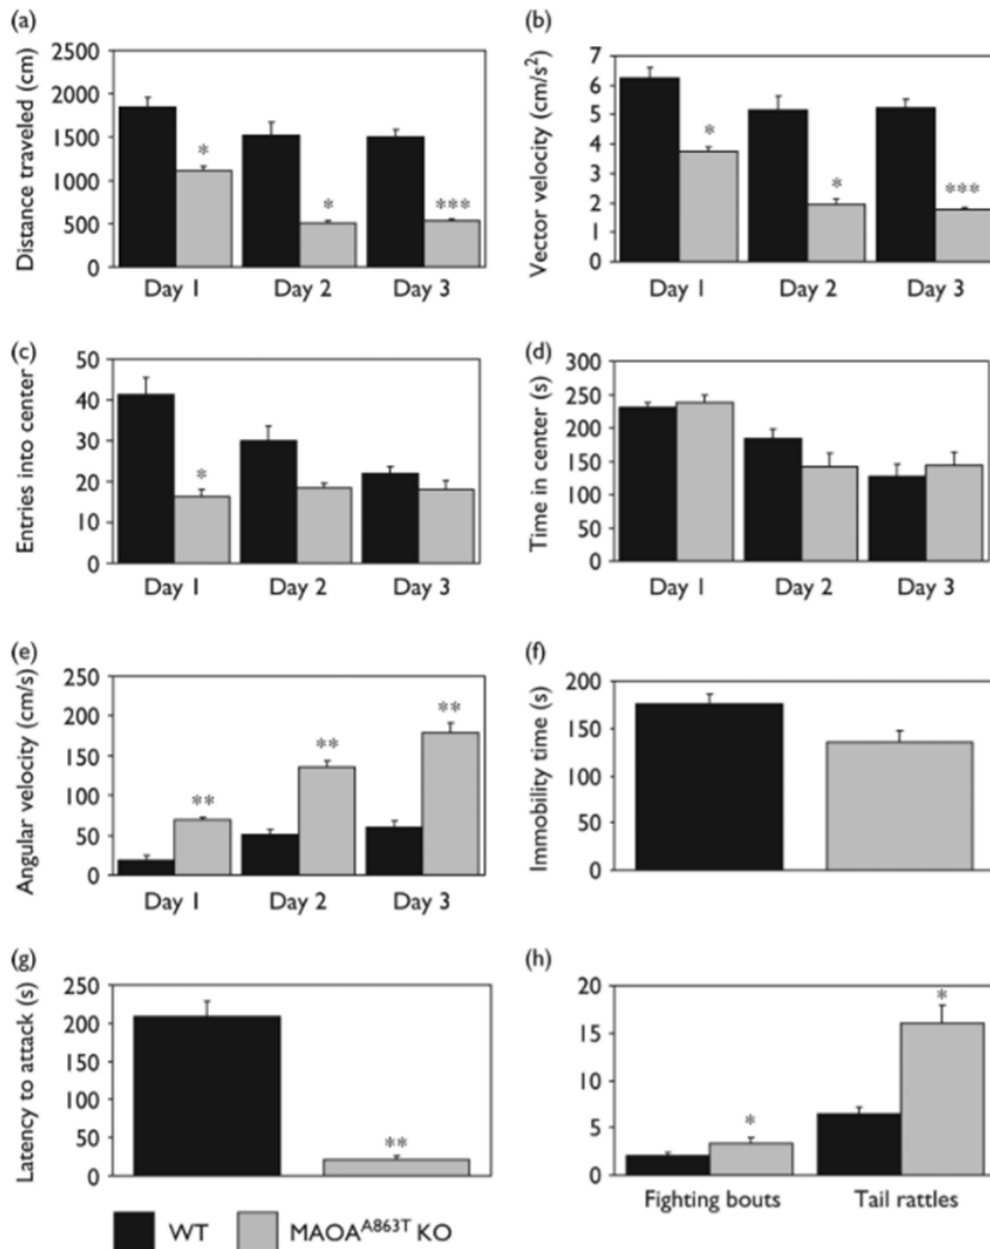 (a)
Distance traveled (cm)
2500
2000
1500
1000
500
0
*
*
***
Day 1
Day 2
Day 3
(b)
Vector velocity (cm/s²)
7
6
5
4
3
2
1
0
*
*
***
Day 1
Day 2
Day 3
(c)
Entries into center
50
40
30
20
10
0
*
Day 1
Day 2
Day 3
(d)
Time in center (s)
300
250
200
150
100
50
0
Day 1
Day 2
Day 3
(e)
Angular velocity (cm/s)
250
200
150
100
50
0
**
**
**
Day 1
Day 2
Day 3
(f)
Immobility time (s)
200
150
100
50
0
(g)
Latency to attack (s)
250
200
150
100
50
0
**
(h)
20
15
10
5
0
*
*
Fighting bouts
Tail rattles
WT
MAOA^A863T KO